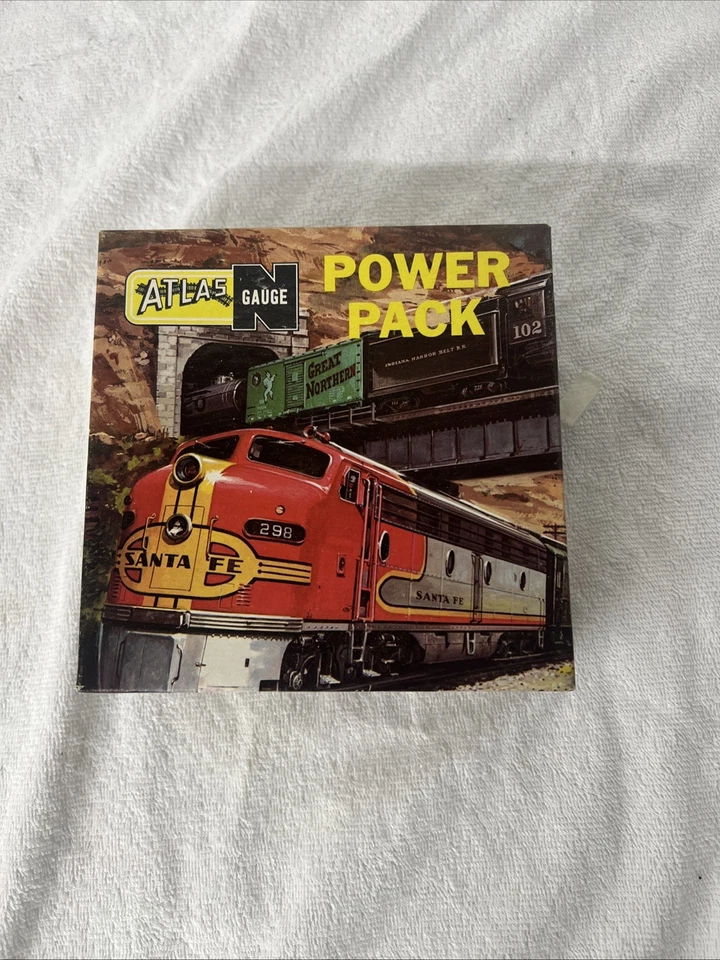 ATLAS N GAUGE
POWER
PACK
102
INDIANA HARBOR BELT R.R.
GREAT
NORTHERN
298
SANTA FE
SANTA FE